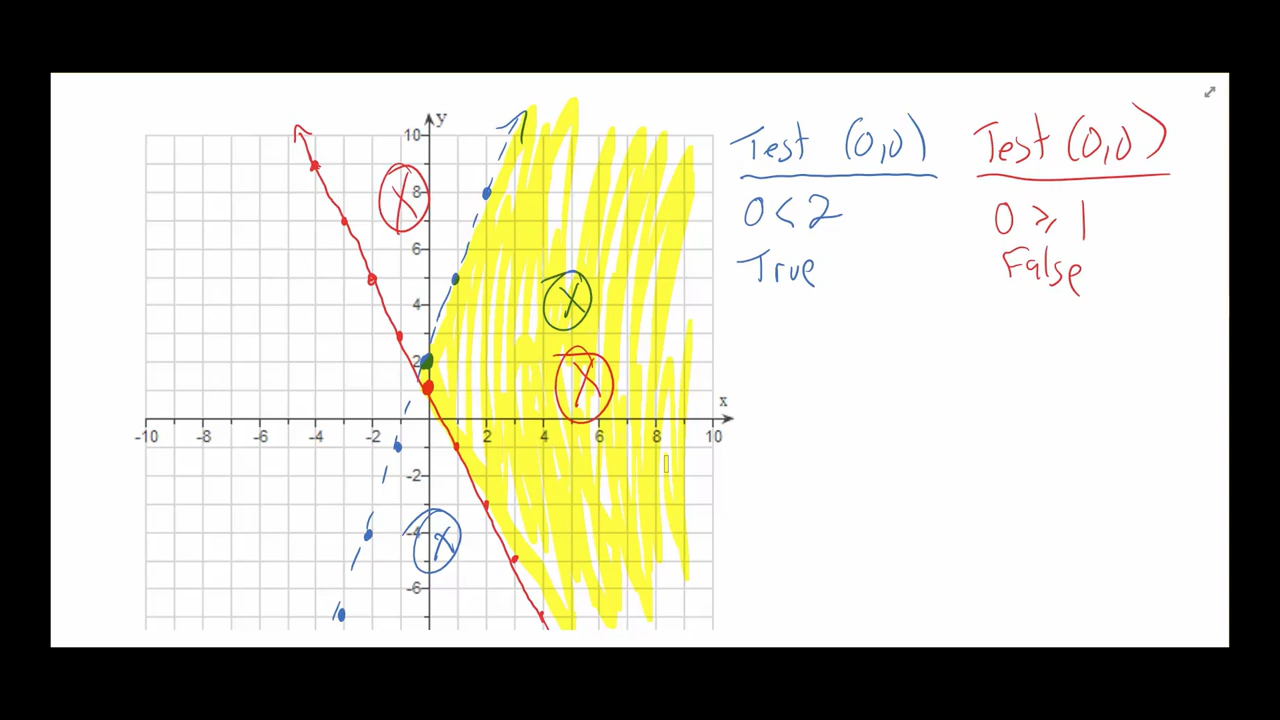 y
10
8
6
4
2
x
-10 -8 -6 -4 -2 2 4 6 8 10
-2
-4
-6
X
X
X
X
Test (0,0)
0 < 2
True
Test (0,0)
0 ≥ 1
False